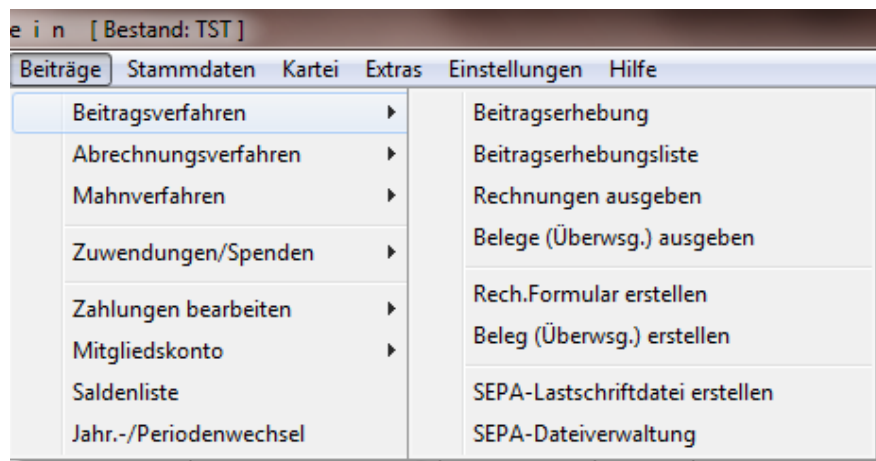 e i n [ Bestand: TST ]
Beiträge Stammdaten Kartei Extras Einstellungen Hilfe
Beitragsverfahren
Abrechnungsverfahren
Mahnverfahren
Zuwendungen/Spenden
Zahlungen bearbeiten
Mitgliedskonto
Saldenliste
Jahr.-/Periodenwechsel
Beitragserhebung
Beitragserhebungsliste
Rechnungen ausgeben
Belege (Überwsg.) ausgeben
Rech.Formular erstellen
Beleg (Überwsg.) erstellen
SEPA-Lastschriftdatei erstellen
SEPA-Dateiverwaltung